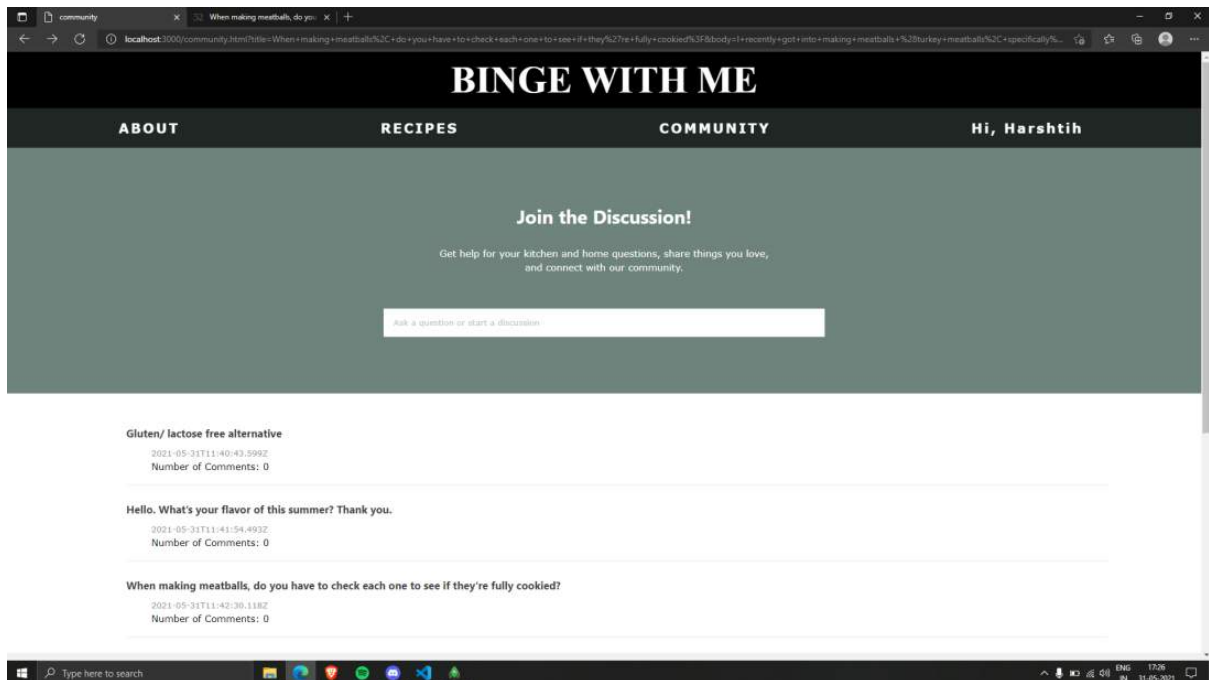 community
When making meatballs, do you
localhost:3000/community.html?title=When+making+meatballs%2C+do+you+have+to+check+each+one+to+see+if+they%27re+fully+cookied%3F&body=I+recently+got+into+making+meatballs+%28turkey+meatballs%2C+specifically%...
BINGE WITH ME
ABOUT RECIPES COMMUNITY Hi, Harshtih
Join the Discussion!
Get help for your kitchen and home questions, share things you love,
and connect with our community.
Ask a question or start a discussion
Gluten/ lactose free alternative
2021-05-31T11:40:43.599Z
Number of Comments: 0
Hello. What's your flavor of this summer? Thank you.
2021-05-31T11:41:54.493Z
Number of Comments: 0
When making meatballs, do you have to check each one to see if they're fully cookied?
2021-05-31T11:42:30.118Z
Number of Comments: 0
Type here to search
ENG 17:26
IN 31-05-2021